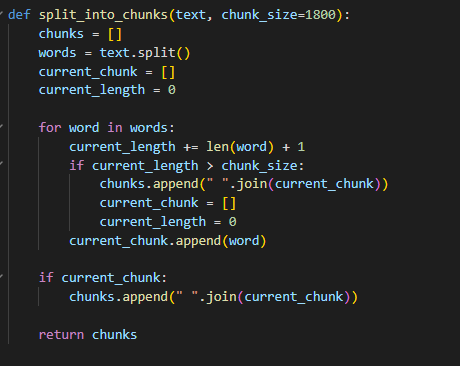 def split_into_chunks(text, chunk_size=1800):
    chunks = []
    words = text.split()
    current_chunk = []
    current_length = 0

    for word in words:
        current_length += len(word) + 1
        if current_length > chunk_size:
            chunks.append(" ".join(current_chunk))
            current_chunk = []
            current_length = 0
        current_chunk.append(word)

    if current_chunk:
        chunks.append(" ".join(current_chunk))

    return chunks